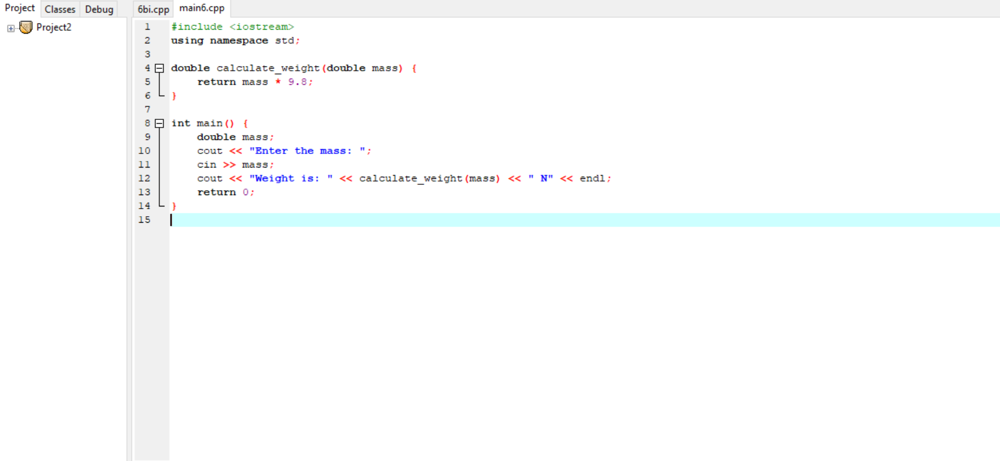 Project Classes Debug
Project2
6bi.cpp main6.cpp
1 #include <iostream>
2 using namespace std;
3
4 double calculate_weight(double mass) {
5     return mass * 9.8;
6 }
7
8 int main() {
9     double mass;
10     cout << "Enter the mass: ";
11     cin >> mass;
12     cout << "Weight is: " << calculate_weight(mass) << " N" << endl;
13     return 0;
14 }
15